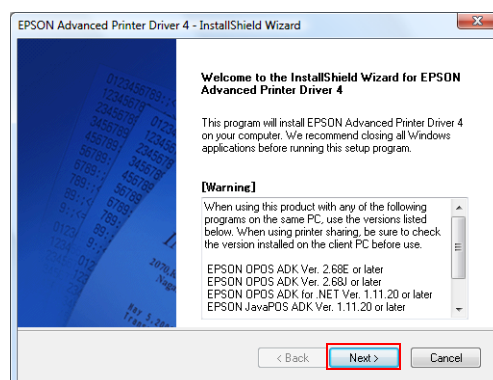 EPSON Advanced Printer Driver 4 - InstallShield Wizard
Welcome to the InstallShield Wizard for EPSON
Advanced Printer Driver 4
This program will install EPSON Advanced Printer Driver 4
on your computer. We recommend closing all Windows
applications before running this setup program.
[Warning]
When using this product with any of the following
programs on the same PC, use the versions listed
below. When using printer sharing, be sure to check
the version installed on the client PC before use.
EPSON OPOS ADK Ver. 2.68E or later
EPSON OPOS ADK Ver. 2.68J or later
EPSON OPOS ADK for .NET Ver. 1.11.20 or later
EPSON JavaPOS ADK Ver. 1.11.20 or later
< Back
Next >
Cancel